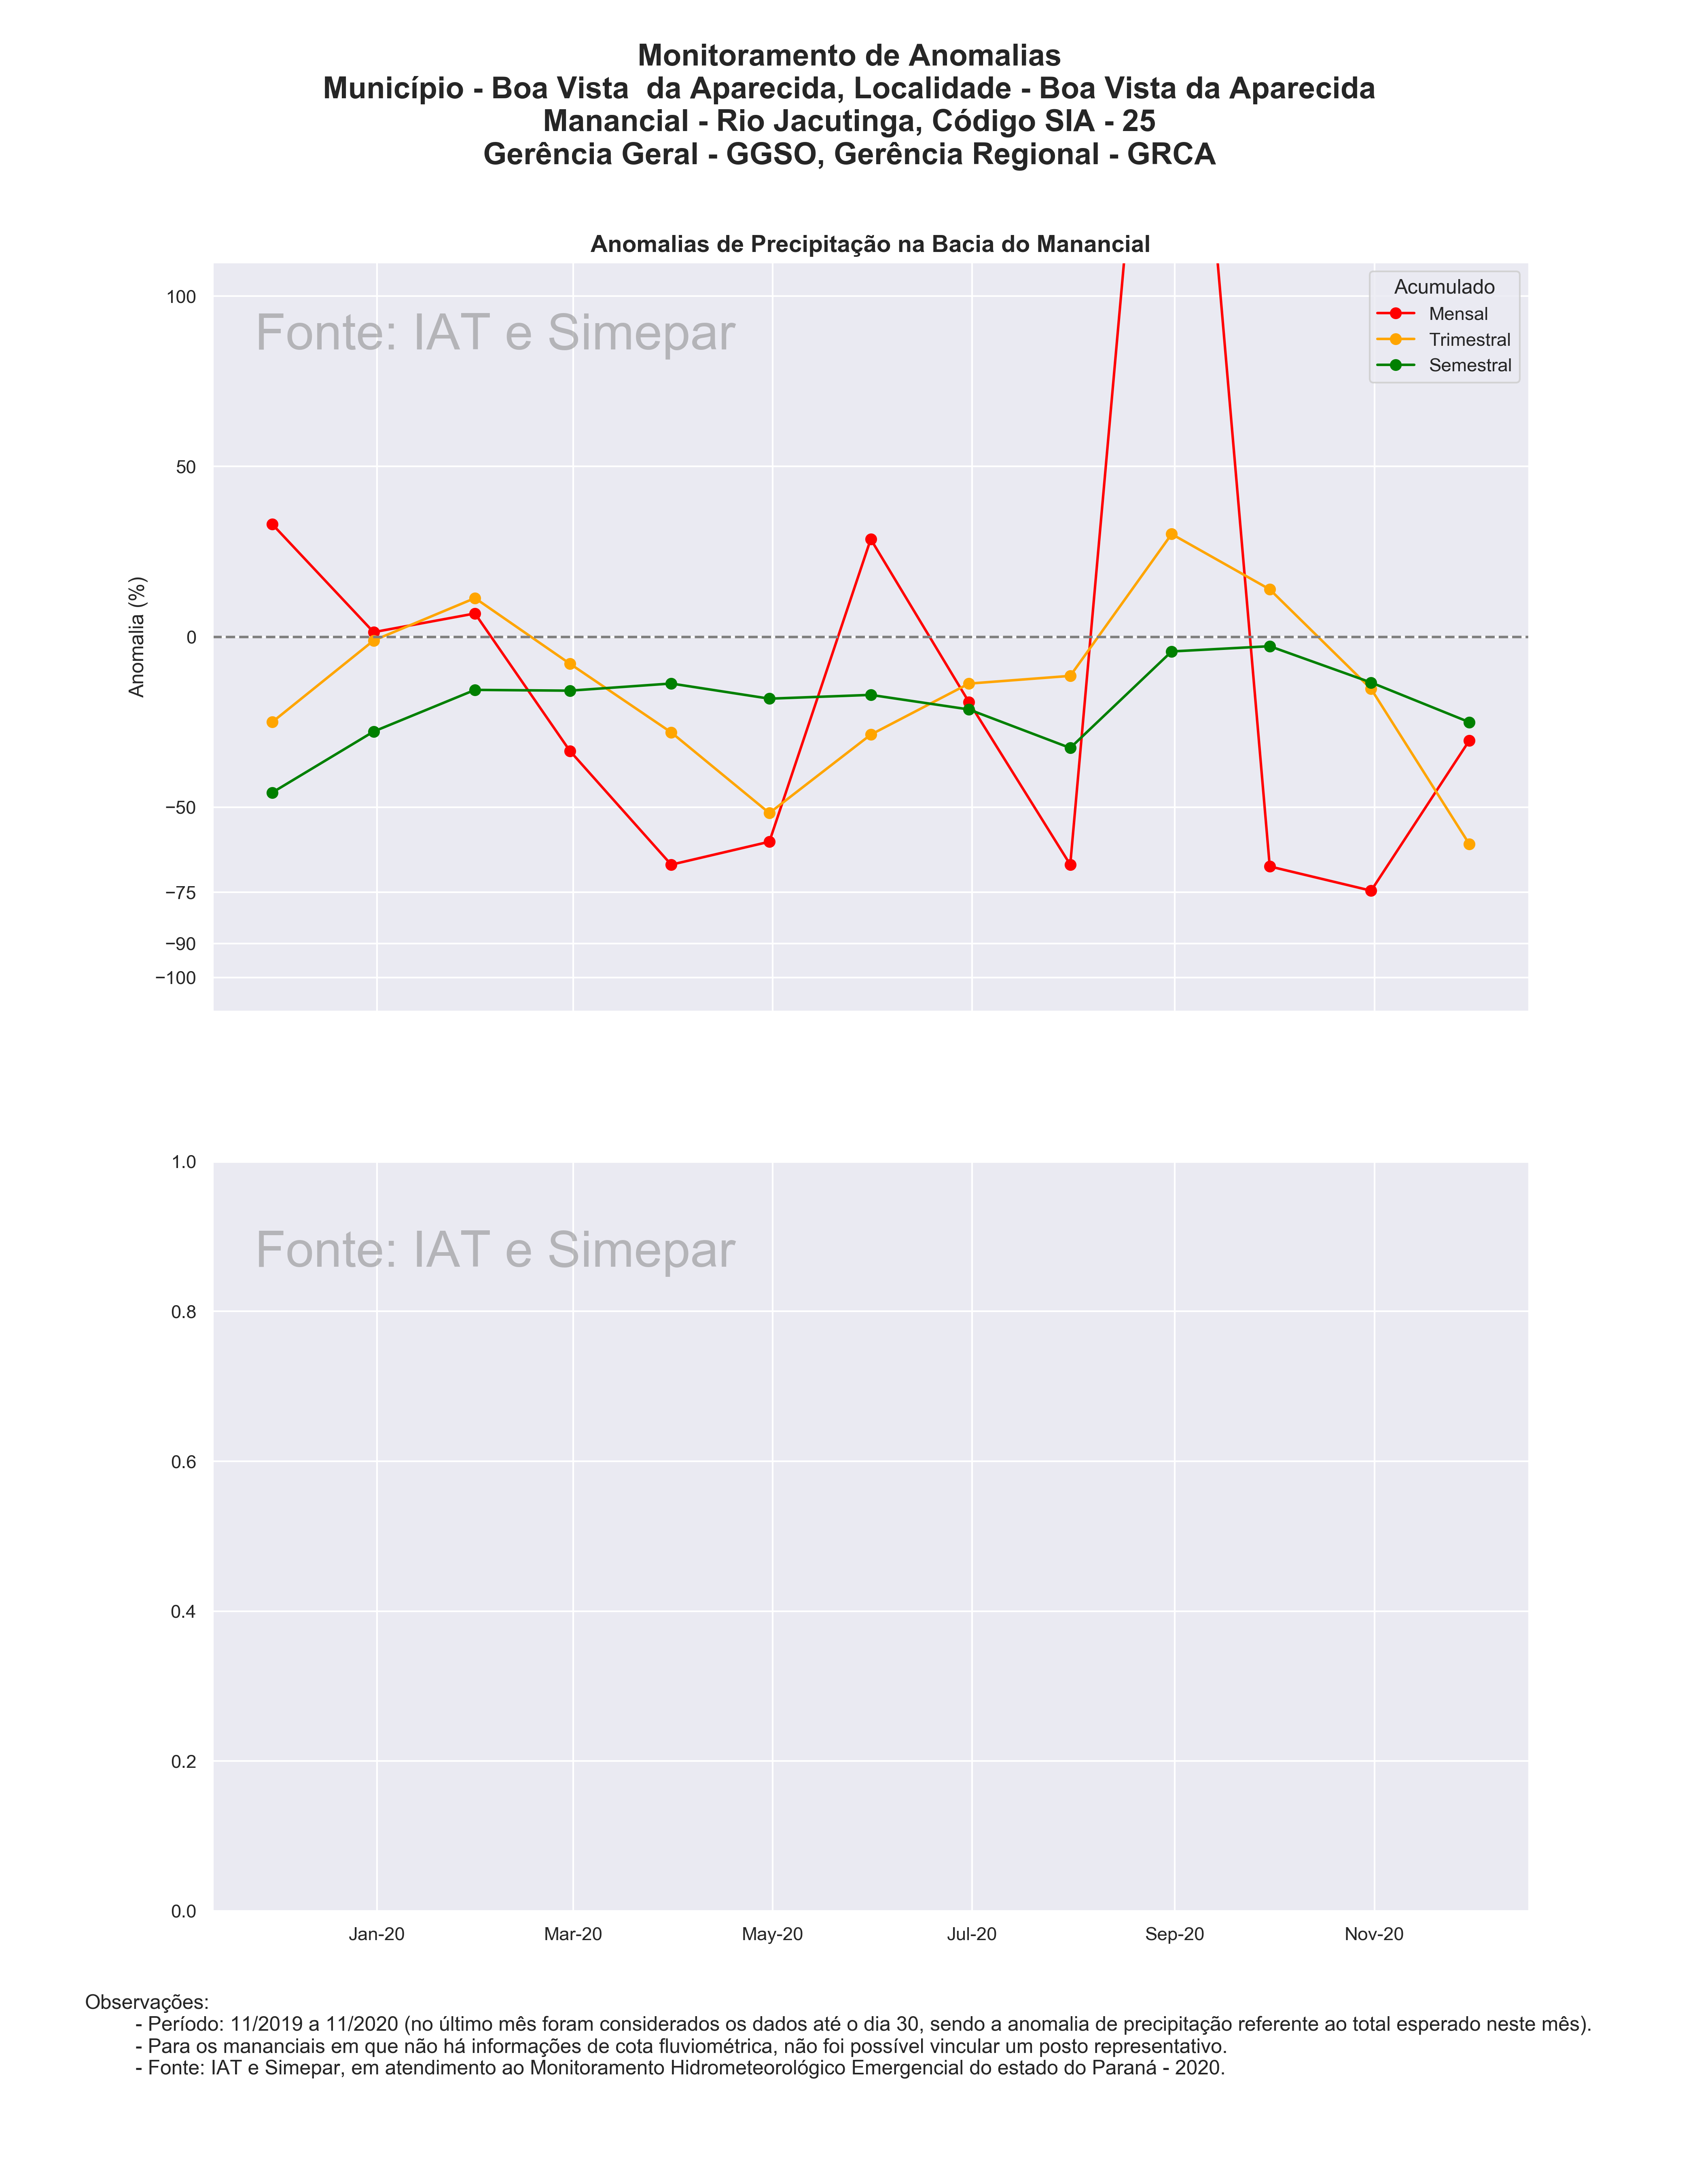 Monitoramento de Anomalias
Município - Boa Vista  da Aparecida, Localidade - Boa Vista da Aparecida
Manancial - Rio Jacutinga, Código SIA - 25
Gerência Geral - GGSO, Gerência Regional - GRCA
Anomalias de Precipitação na Bacia do Manancial
Fonte: IAT e Simepar
Acumulado
Mensal
Trimestral
Semestral
Anomalia (%)
100
50
0
−50
−75
−90
−100
Fonte: IAT e Simepar
1.0
0.8
0.6
0.4
0.2
0.0
Jan-20 Mar-20 May-20 Jul-20 Sep-20 Nov-20
Observações:
- Período: 11/2019 a 11/2020 (no último mês foram considerados os dados até o dia 30, sendo a anomalia de precipitação referente ao total esperado neste mês).
- Para os mananciais em que não há informações de cota fluviométrica, não foi possível vincular um posto representativo.
- Fonte: IAT e Simepar, em atendimento ao Monitoramento Hidrometeorológico Emergencial do estado do Paraná - 2020.